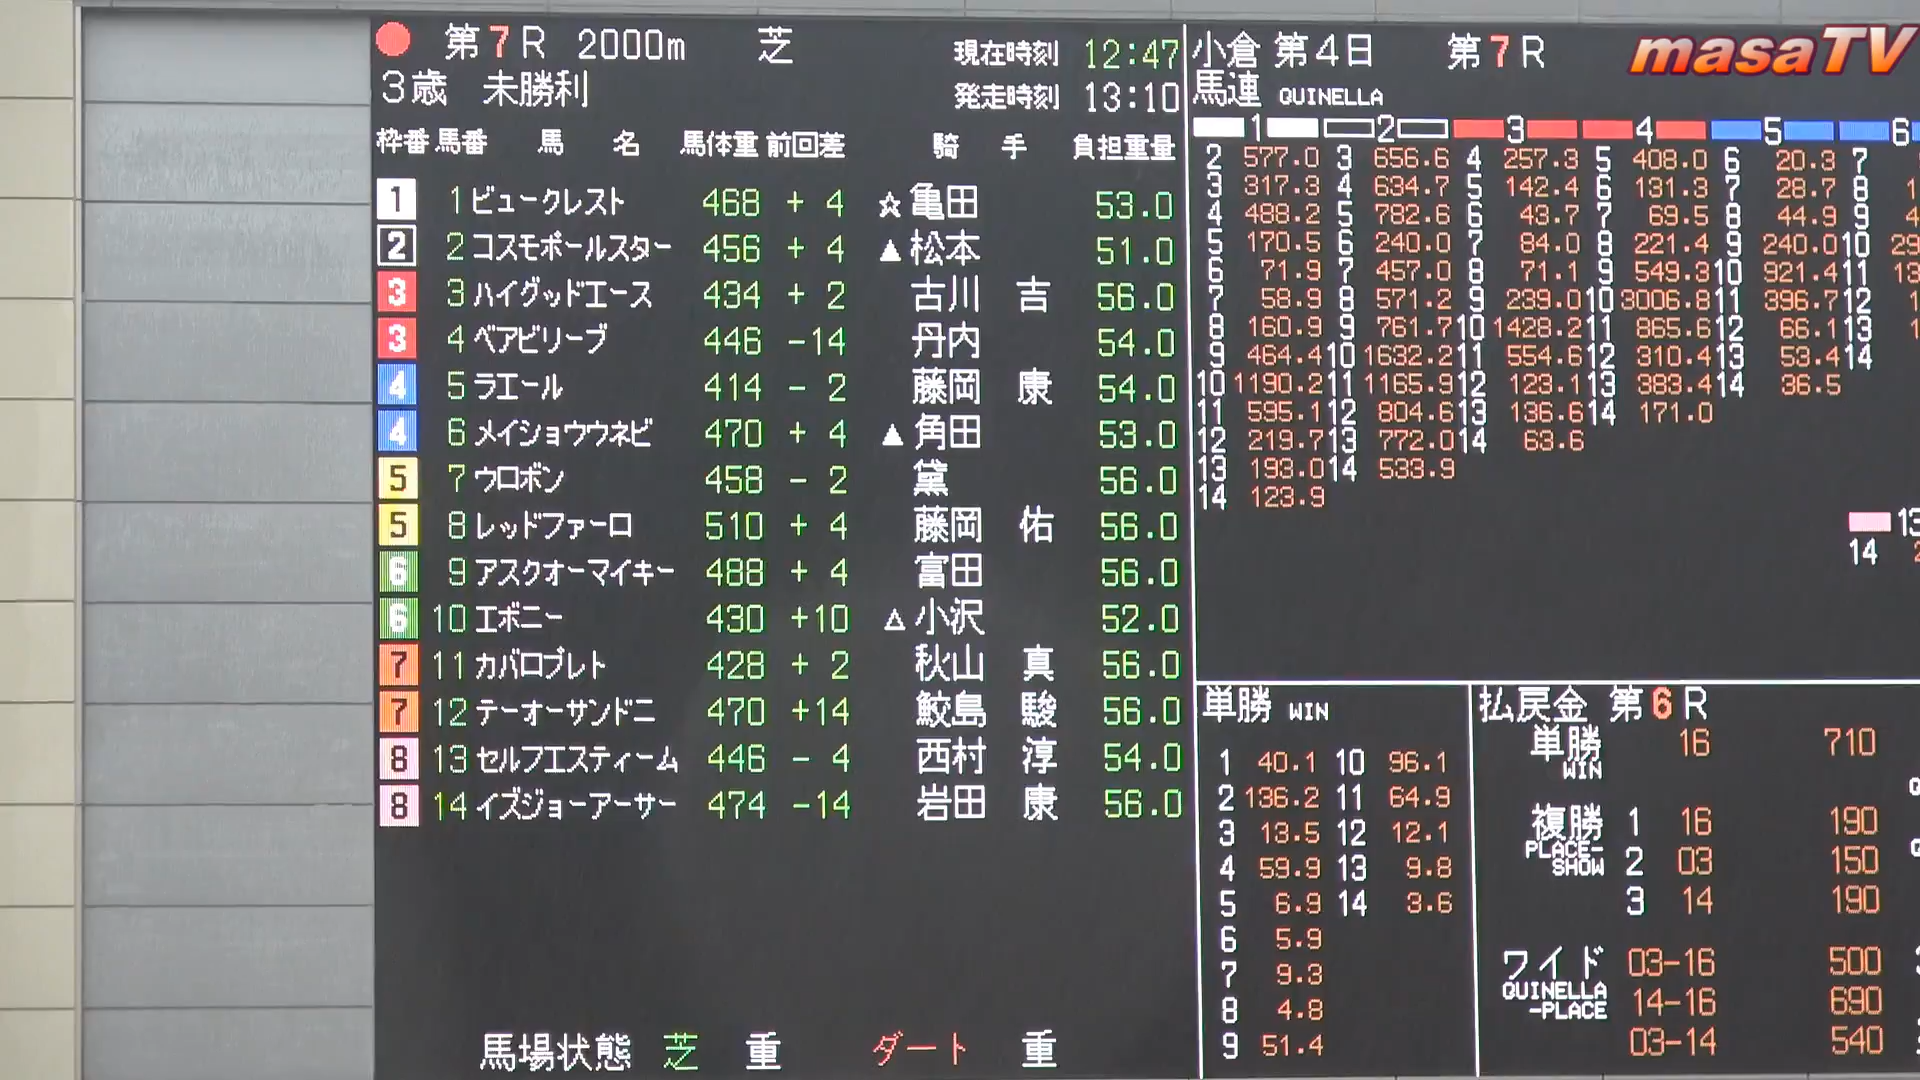 第7R 2000m 芝 現在時刻 12:47
3歳 未勝利 発走時刻 13:10
枠番 馬番 馬名 馬体重 前回差 騎手 負担重量
1 1 ビュークレスト 468 + 4 ☆亀田 53.0
2 2 コスモボールスター 456 + 4 ▲松本 51.0
3 3 ハイグッドエース 434 + 2 古川 吉 56.0
3 4 ベアビリーブ 446 -14 丹内 54.0
4 5 ラエール 414 - 2 藤岡 康 54.0
4 6 メイショウウネビ 470 + 4 ▲角田 53.0
5 7 ウロボン 458 - 2 黛 56.0
5 8 レッドファーロ 510 + 4 藤岡 佑 56.0
6 9 アスクオーマイキー 488 + 4 富田 56.0
6 10 エボニー 430 +10 △小沢 52.0
7 11 カバロプレト 428 + 2 秋山 真 56.0
7 12 テーオーサンドニ 470 +14 鮫島 駿 56.0
8 13 セルフエスティーム 446 - 4 西村 淳 54.0
8 14 イズジョーアーサー 474 -14 岩田 康 56.0
馬場状態 芝 重 ダート 重
小倉 第4日 第7R
masaTV
馬連 QUINELLA
1 2 3 4 5 6
2 577.0 3 656.6 4 257.3 5 408.0 6 20.3 7
3 317.3 4 634.7 5 142.4 6 131.3 7 28.7 8 1
4 488.2 5 782.6 6 43.7 7 69.5 8 44.9 9 4
5 170.5 6 240.0 7 84.0 8 221.4 9 240.0 10 29
6 71.9 7 457.0 8 71.1 9 549.3 10 921.4 11 13
7 58.9 8 571.2 9 239.0 10 3006.8 11 396.7 12 1
8 160.9 9 761.7 10 1428.2 11 865.6 12 66.1 13 1
9 464.4 10 1632.2 11 554.6 12 310.4 13 53.4 14
10 1190.2 11 1165.9 12 123.1 13 383.4 14 36.5
11 595.1 12 804.6 13 136.6 14 171.0
12 219.7 13 772.0 14 63.6
13 193.0 14 533.9
14 123.9
13
14 2
単勝 WIN
1 40.1 10 96.1
2 136.2 11 64.9
3 13.5 12 12.1
4 59.9 13 9.8
5 6.9 14 3.6
6 5.9
7 9.3
8 4.8
9 51.4
払戻金 第6R
単勝 16 710
WIN
複勝 1 16 190
PLACE-SHOW 2 03 150
3 14 190
ワイド 03-16 500
QUINELLA-PLACE 14-16 690
03-14 540